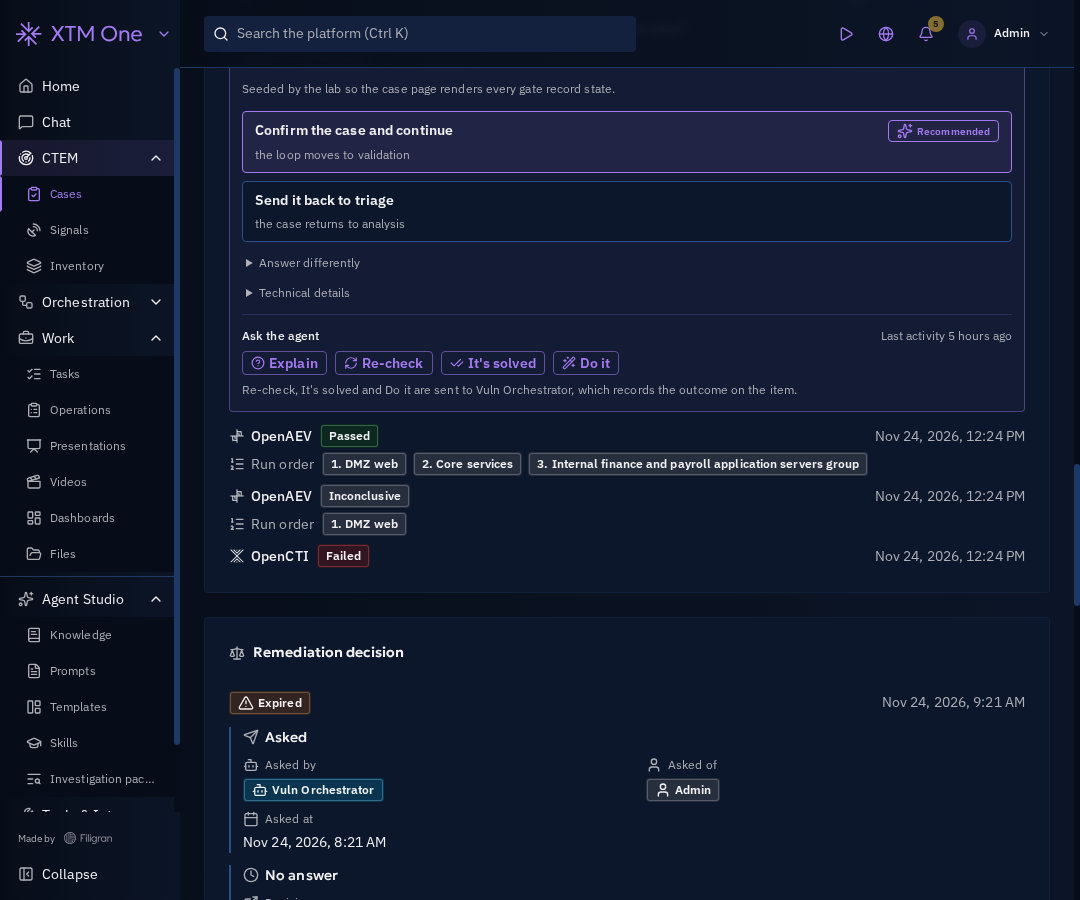 XTM One
Search the platform (Ctrl K)
5
Admin
Home
Chat
CTEM
Cases
Signals
Inventory
Orchestration
Work
Tasks
Operations
Presentations
Videos
Dashboards
Files
Agent Studio
Knowledge
Prompts
Templates
Skills
Investigation pac...
Made by Filigran
Collapse
Seeded by the lab so the case page renders every gate record state.
Confirm the case and continue
Recommended
the loop moves to validation
Send it back to triage
the case returns to analysis
Answer differently
Technical details
Ask the agent
Last activity 5 hours ago
Explain Re-check It's solved Do it
Re-check, It's solved and Do it are sent to Vuln Orchestrator, which records the outcome on the item.
OpenAEV Passed Nov 24, 2026, 12:24 PM
Run order 1. DMZ web 2. Core services 3. Internal finance and payroll application servers group
OpenAEV Inconclusive Nov 24, 2026, 12:24 PM
Run order 1. DMZ web
OpenCTI Failed Nov 24, 2026, 12:24 PM
Remediation decision
Expired Nov 24, 2026, 9:21 AM
Asked
Asked by Asked of
Vuln Orchestrator Admin
Asked at
Nov 24, 2026, 8:21 AM
No answer